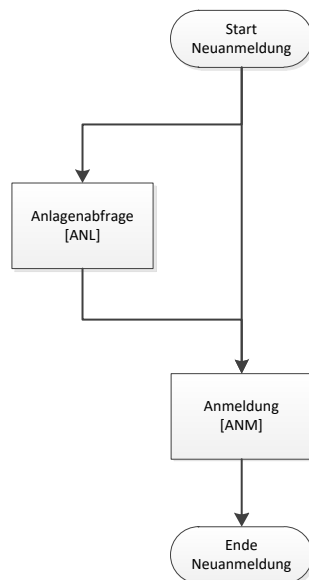 Start
Neuanmeldung
Anlagenabfrage
[ANL]
Anmeldung
[ANM]
Ende
Neuanmeldung